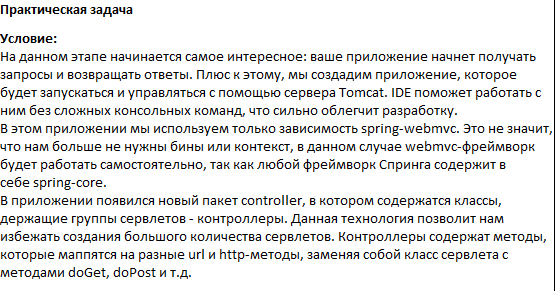 Практическая задача
Условие:
На данном этапе начинается самое интересное: ваше приложение начнет получать
запросы и возвращать ответы. Плюс к этому, мы создадим приложение, которое
будет запускаться и управляться с помощью сервера Tomcat. IDE поможет работать с
ним без сложных консольных команд, что сильно облегчит разработку.
В этом приложении мы используем только зависимость spring-webmvc. Это не значит,
что нам больше не нужны бины или контекст, в данном случае webmvc-фреймворк
будет работать самостоятельно, так как любой фреймворк Спринга содержит в
себе spring-core.
В приложении появился новый пакет controller, в котором содержатся классы,
держащие группы сервлетов - контроллеры. Данная технология позволит нам
избежать создания большого количества сервлетов. Контроллеры содержат методы,
которые маппятся на разные url и http-методы, заменяя собой класс сервлета с
методами doGet, doPost и т.д.